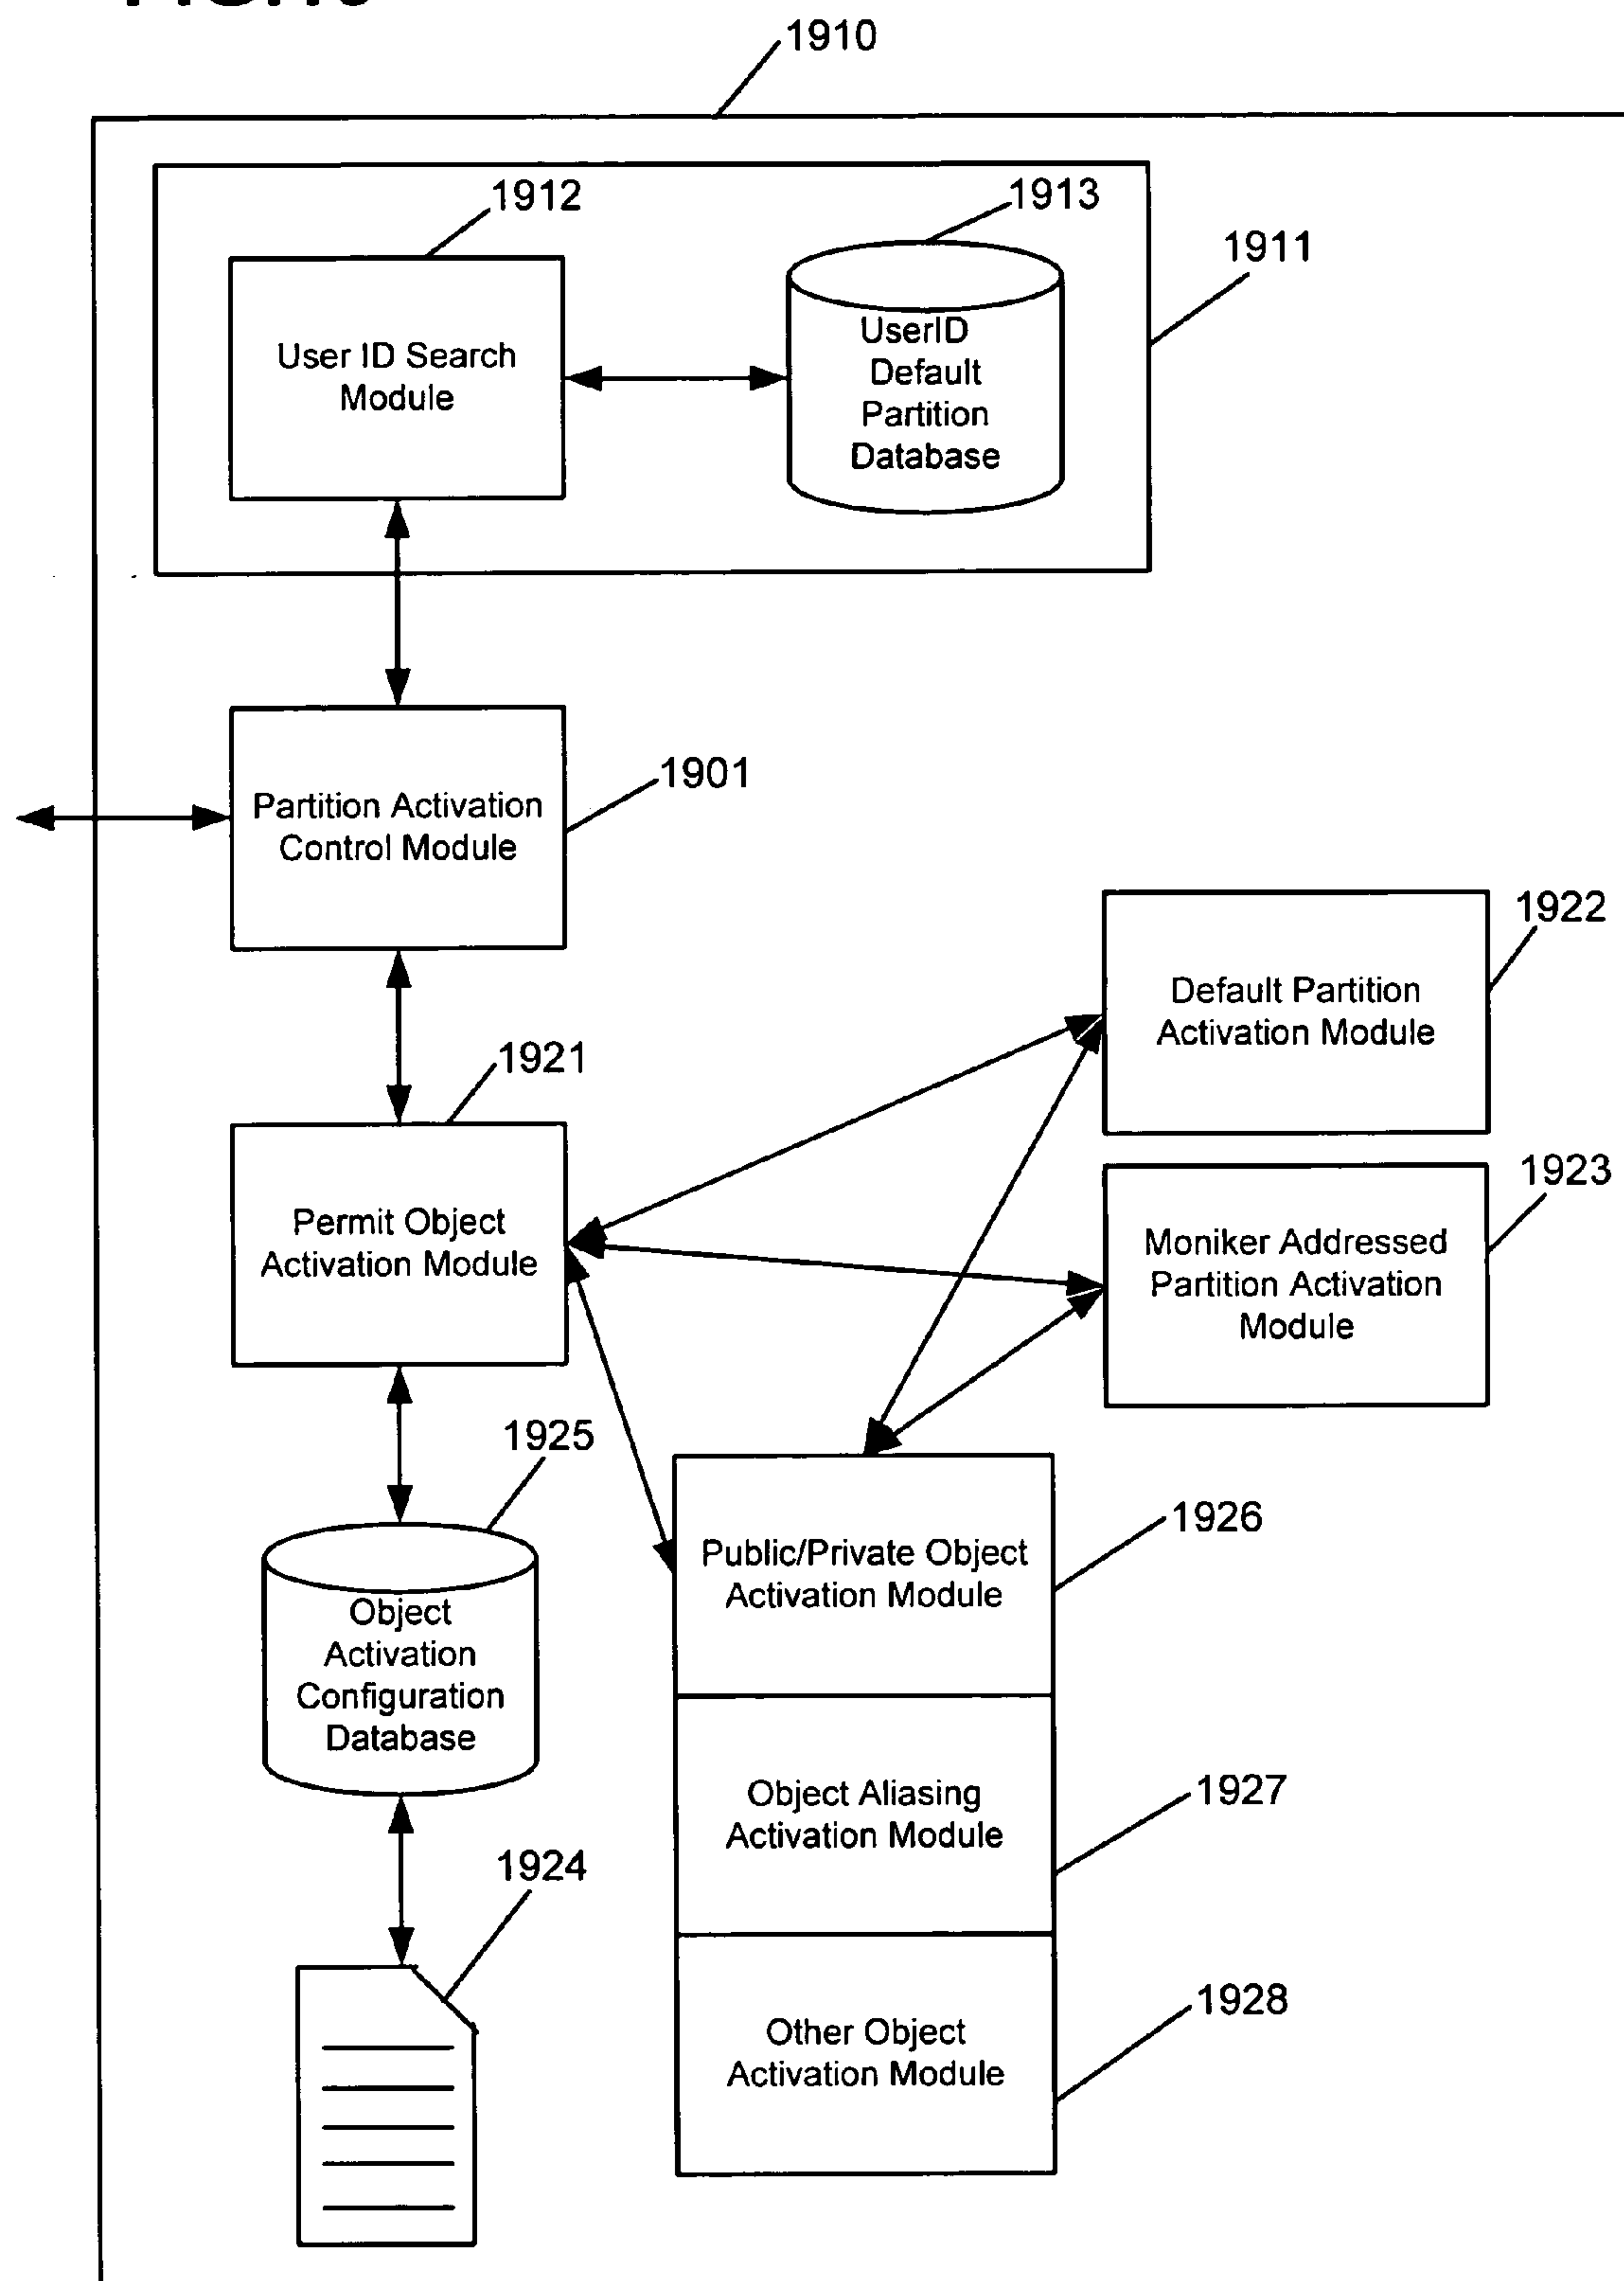 1910
1912
1913
1911
User ID Search
Module
UserID
Default
Partition
Database
1901
Partition Activation
Control Module
1922
Default Partition
Activation Module
1921
Permit Object
Activation Module
1923
Moniker Addressed
Partition Activation
Module
1925
1926
Public/Private Object
Activation Module
Object
Activation
Configuration
Database
1927
Object Aliasing
Activation Module
1924
1928
Other Object
Activation Module